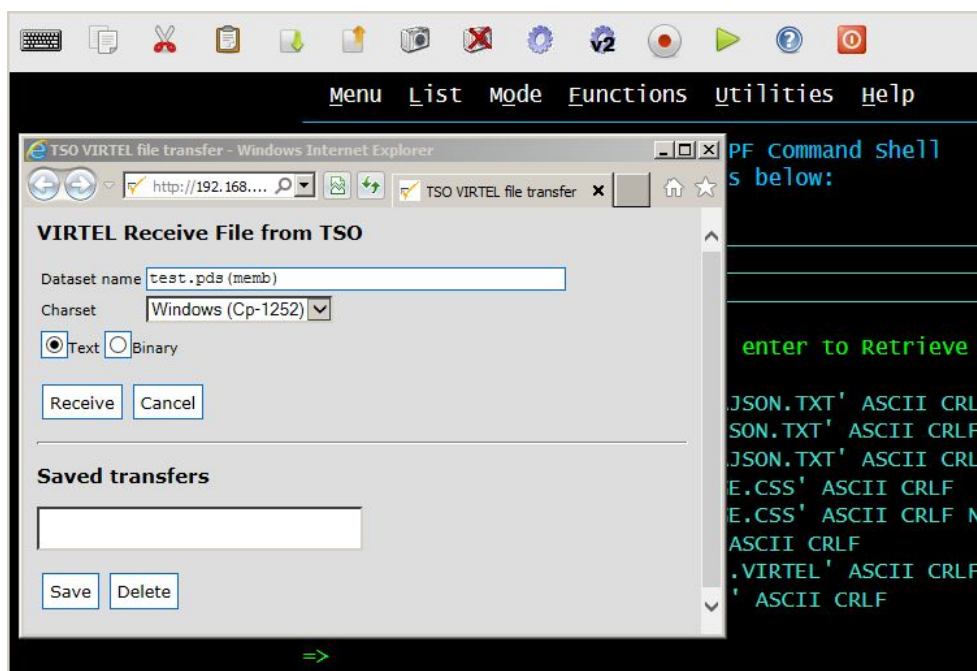 v2
Menu List Mode Functions Utilities Help
TSO VIRTEL file transfer - Windows Internet Explorer
PF Command Shell
http://192.168.... TSO VIRTEL file transfer
s below:
VIRTEL Receive File from TSO
Dataset name test.pds(memb)
Charset Windows (Cp-1252)
Text Binary
enter to Retrieve
Receive Cancel
JSON.TXT' ASCII CRL
SON.TXT' ASCII CRLF
JSON.TXT' ASCII CRL
Saved transfers
E.CSS' ASCII CRLF
E.CSS' ASCII CRLF N
ASCII CRLF
.VIRTEL' ASCII CRLF
Save Delete
' ASCII CRLF
=>